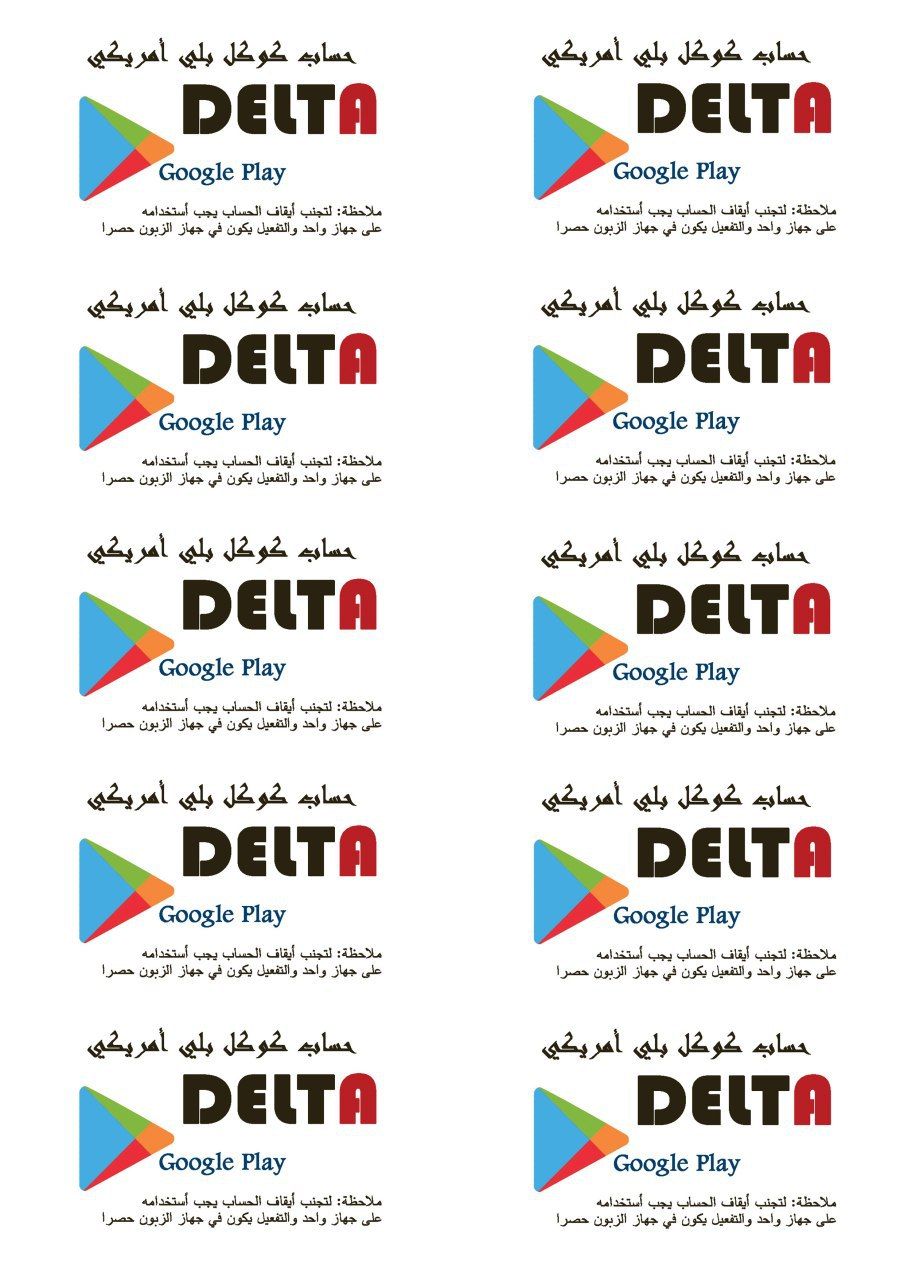 حساب كوكل بلي أمريكي
DELTA
Google Play
ملاحظة: لتجنب أيقاف الحساب يجب أستخدامه
على جهاز واحد والتفعيل يكون في جهاز الزبون حصرا
حساب كوكل بلي أمريكي
DELTA
Google Play
ملاحظة: لتجنب أيقاف الحساب يجب أستخدامه
على جهاز واحد والتفعيل يكون في جهاز الزبون حصرا
حساب كوكل بلي أمريكي
DELTA
Google Play
ملاحظة: لتجنب أيقاف الحساب يجب أستخدامه
على جهاز واحد والتفعيل يكون في جهاز الزبون حصرا
حساب كوكل بلي أمريكي
DELTA
Google Play
ملاحظة: لتجنب أيقاف الحساب يجب أستخدامه
على جهاز واحد والتفعيل يكون في جهاز الزبون حصرا
حساب كوكل بلي أمريكي
DELTA
Google Play
ملاحظة: لتجنب أيقاف الحساب يجب أستخدامه
على جهاز واحد والتفعيل يكون في جهاز الزبون حصرا
حساب كوكل بلي أمريكي
DELTA
Google Play
ملاحظة: لتجنب أيقاف الحساب يجب أستخدامه
على جهاز واحد والتفعيل يكون في جهاز الزبون حصرا
حساب كوكل بلي أمريكي
DELTA
Google Play
ملاحظة: لتجنب أيقاف الحساب يجب أستخدامه
على جهاز واحد والتفعيل يكون في جهاز الزبون حصرا
حساب كوكل بلي أمريكي
DELTA
Google Play
ملاحظة: لتجنب أيقاف الحساب يجب أستخدامه
على جهاز واحد والتفعيل يكون في جهاز الزبون حصرا
حساب كوكل بلي أمريكي
DELTA
Google Play
ملاحظة: لتجنب أيقاف الحساب يجب أستخدامه
على جهاز واحد والتفعيل يكون في جهاز الزبون حصرا
حساب كوكل بلي أمريكي
DELTA
Google Play
ملاحظة: لتجنب أيقاف الحساب يجب أستخدامه
على جهاز واحد والتفعيل يكون في جهاز الزبون حصرا